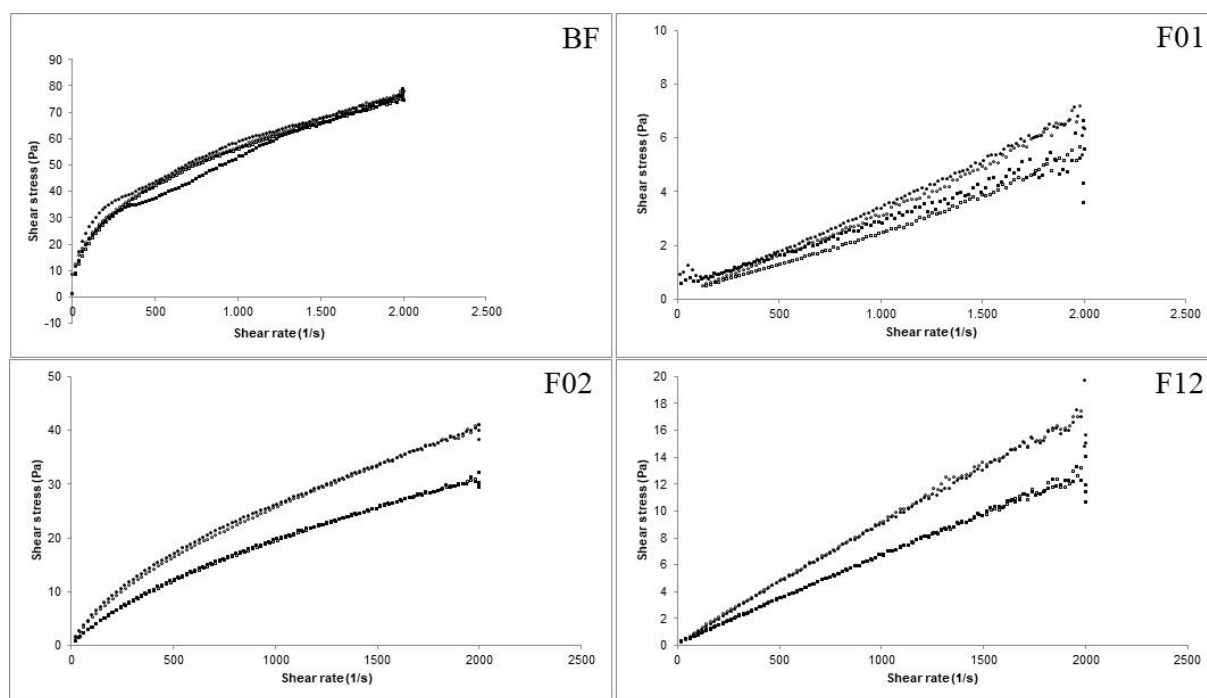 BF
90
80
70
60
50
40
30
20
10
0
-10
Shear stress (Pa)
0 500 1.000 1.500 2.000 2.500
Shear rate (1/s)
F01
10
8
6
4
2
0
Shear stress (Pa)
0 500 1.000 1.500 2.000 2.500
Shear rate (1/s)
F02
50
40
30
20
10
0
Shear stress (Pa)
0 500 1000 1500 2000 2500
Shear rate (1/s)
F12
20
18
16
14
12
10
8
6
4
2
0
Shear stress (Pa)
0 500 1000 1500 2000 2500
Shear rate (1/s)